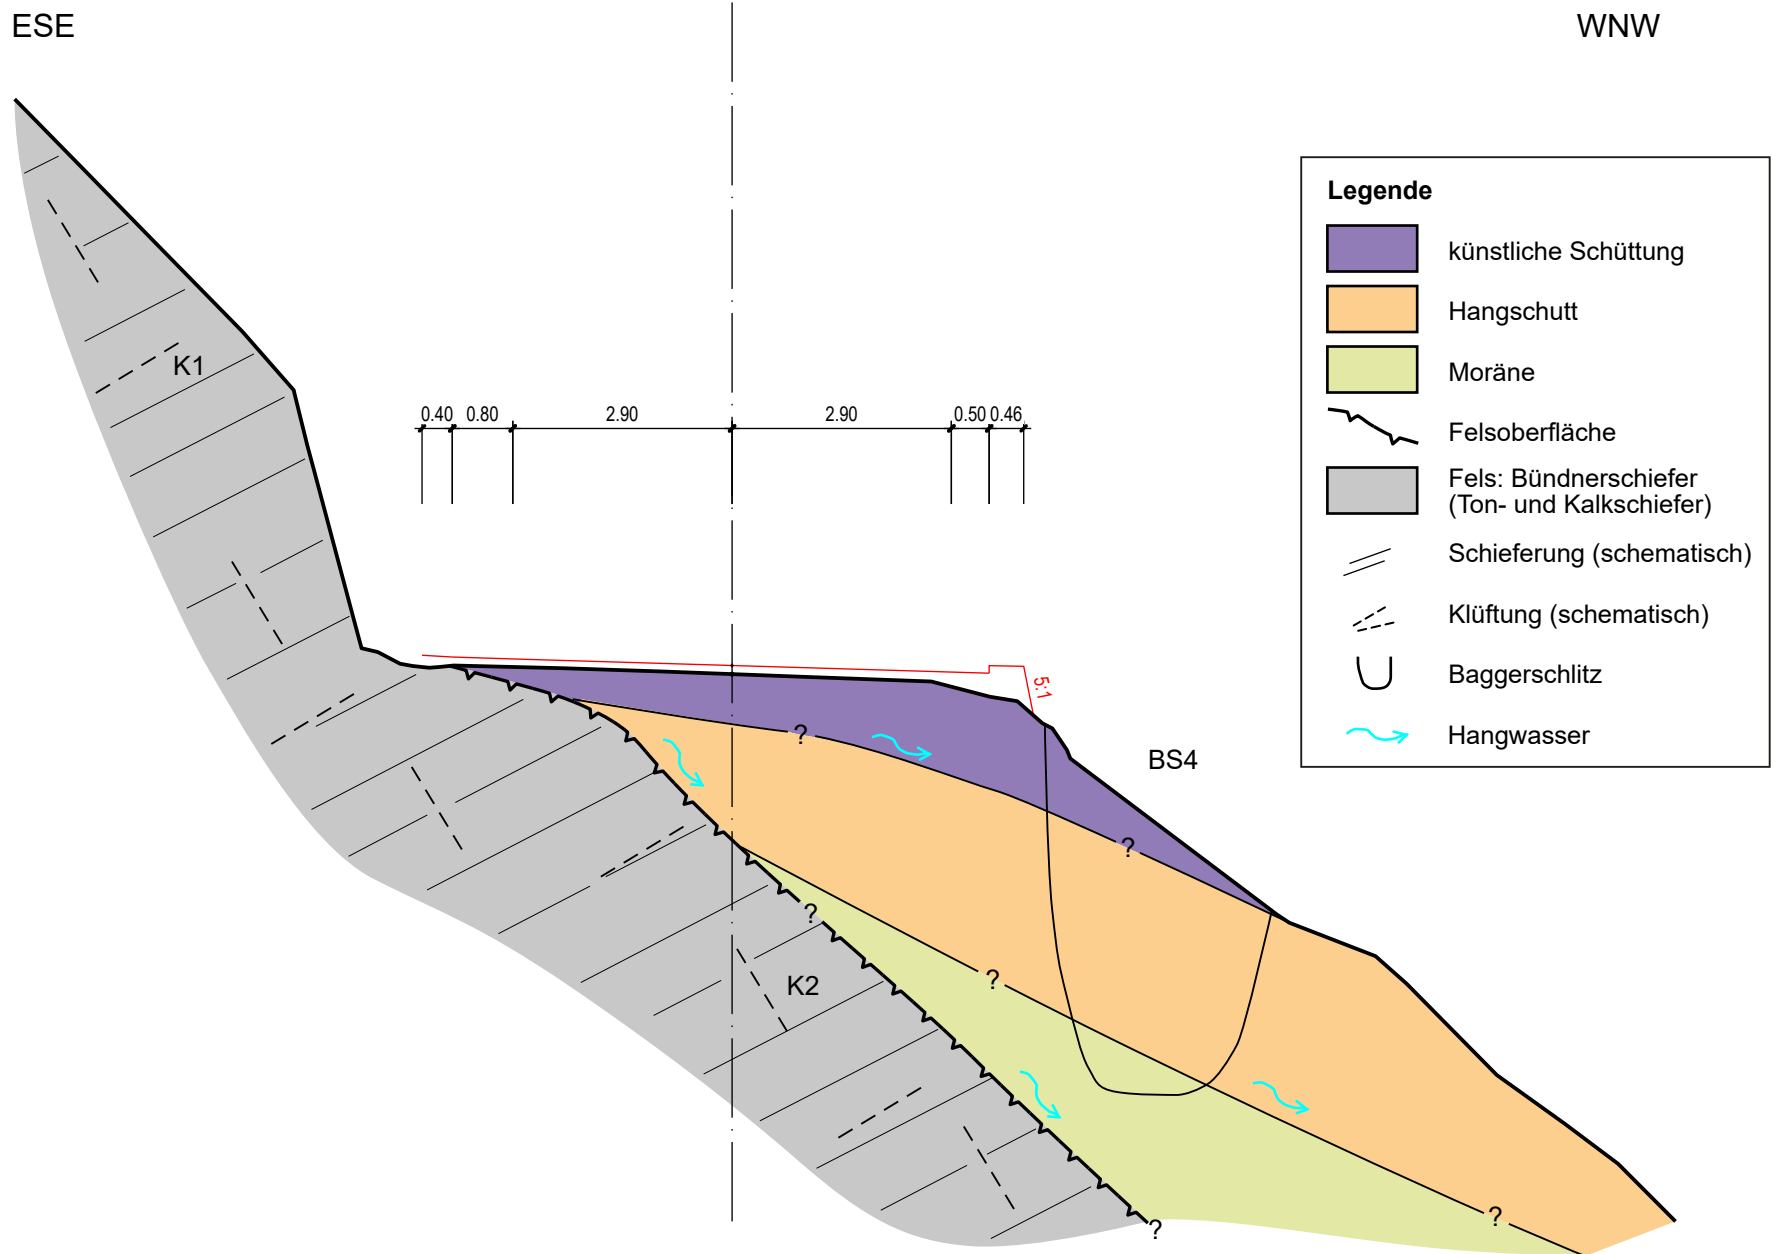 ESE
WNW
Legende
künstliche Schüttung
Hangschutt
Moräne
Felsoberfläche
Fels: Bündnerschiefer
(Ton- und Kalkschiefer)
Schieferung (schematisch)
Klüftung (schematisch)
Baggerschlitz
Hangwasser
K1
0.40 0.80 2.90 2.90 0.50 0.46
5:1
?
BS4
?
?
?
K2
?
?